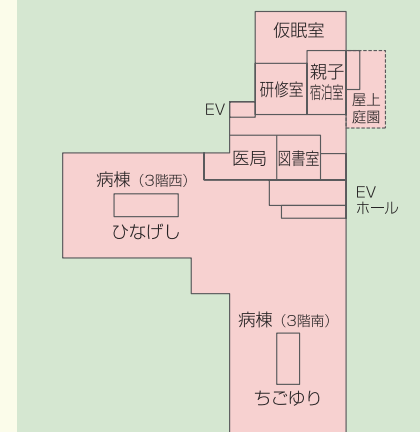 仮眠室
研修室
親子
宿泊室
屋上
庭園
EV
医局
図書室
病棟（3階西）
ひなげし
EV
ホール
病棟（3階南）
ちごゆり